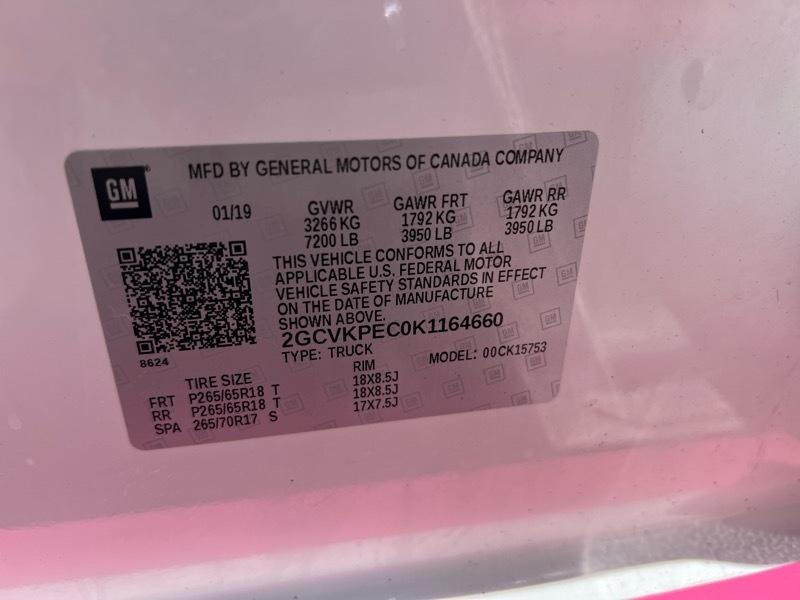 GM
MFD BY GENERAL MOTORS OF CANADA COMPANY
01/19
GVWR GAWR FRT GAWR RR
3266 KG 1792 KG 1792 KG
7200 LB 3950 LB 3950 LB
THIS VEHICLE CONFORMS TO ALL
APPLICABLE U.S. FEDERAL MOTOR
VEHICLE SAFETY STANDARDS IN EFFECT
ON THE DATE OF MANUFACTURE
SHOWN ABOVE.
2GCVKPEC0K1164660
8624
TYPE: TRUCK MODEL: 00CK15753
TIRE SIZE RIM
FRT P265/65R18 T 18X8.5J
RR P265/65R18 T 18X8.5J
SPA 265/70R17 S 17X7.5J